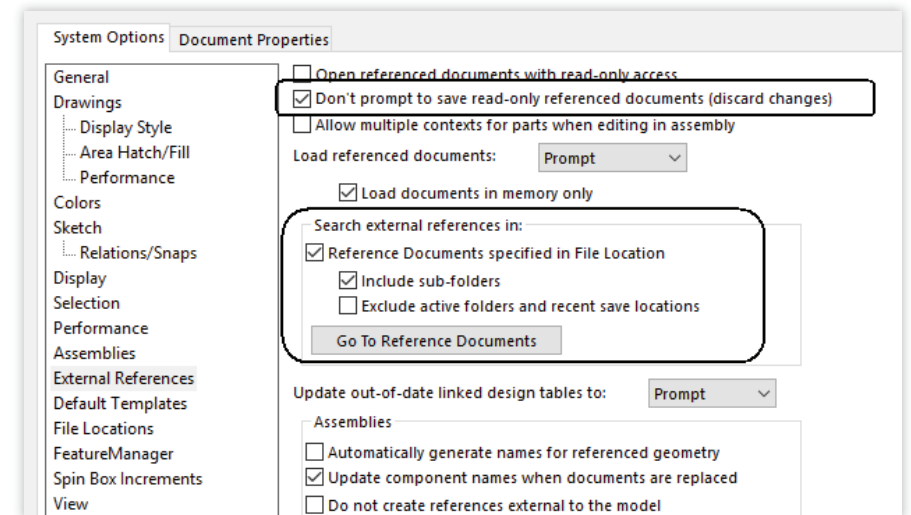 System Options
Document Properties
General
Drawings
Display Style
Area Hatch/Fill
Performance
Colors
Sketch
Relations/Snaps
Display
Selection
Performance
Assemblies
External References
Default Templates
File Locations
FeatureManager
Spin Box Increments
View
Open referenced documents with read-only access
Don't prompt to save read-only referenced documents (discard changes)
Allow multiple contexts for parts when editing in assembly
Load referenced documents: Prompt
Load documents in memory only
Search external references in:
Reference Documents specified in File Location
Include sub-folders
Exclude active folders and recent save locations
Go To Reference Documents
Update out-of-date linked design tables to: Prompt
Assemblies
Automatically generate names for referenced geometry
Update component names when documents are replaced
Do not create references external to the model